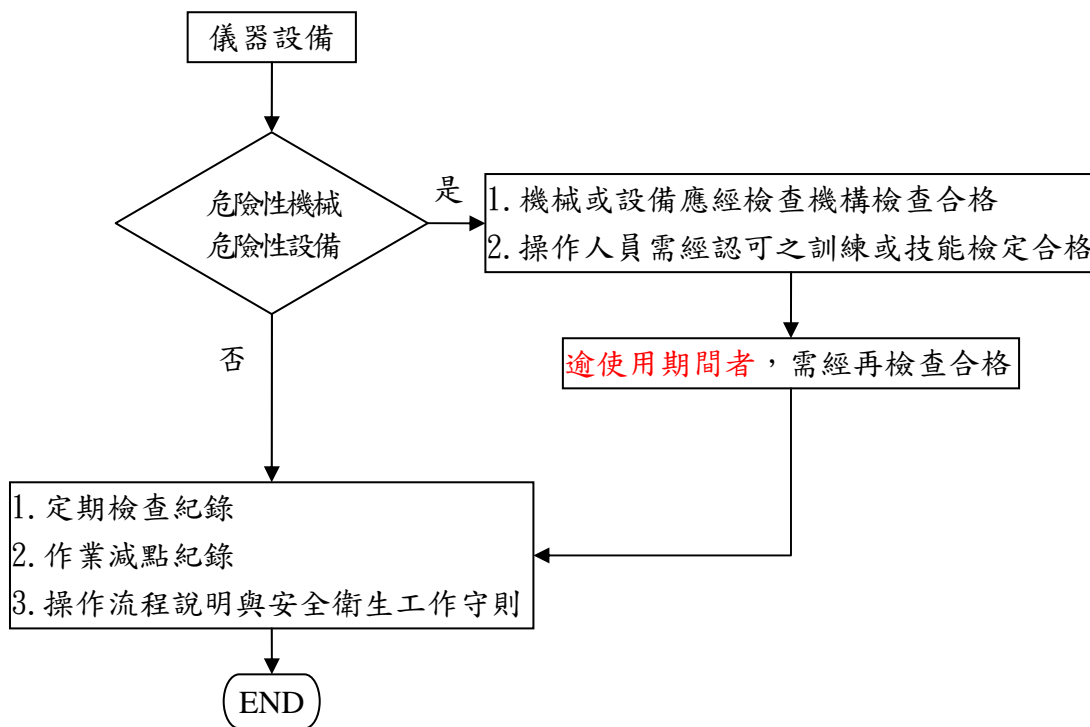 儀器設備
危險性機械
危險性設備
是
1.機械或設備應經檢查機構檢查合格
2.操作人員需經認可之訓練或技能檢定合格
否
逾使用期間者，需經再檢查合格
1.定期檢查紀錄
2.作業減點紀錄
3.操作流程說明與安全衛生工作守則
END